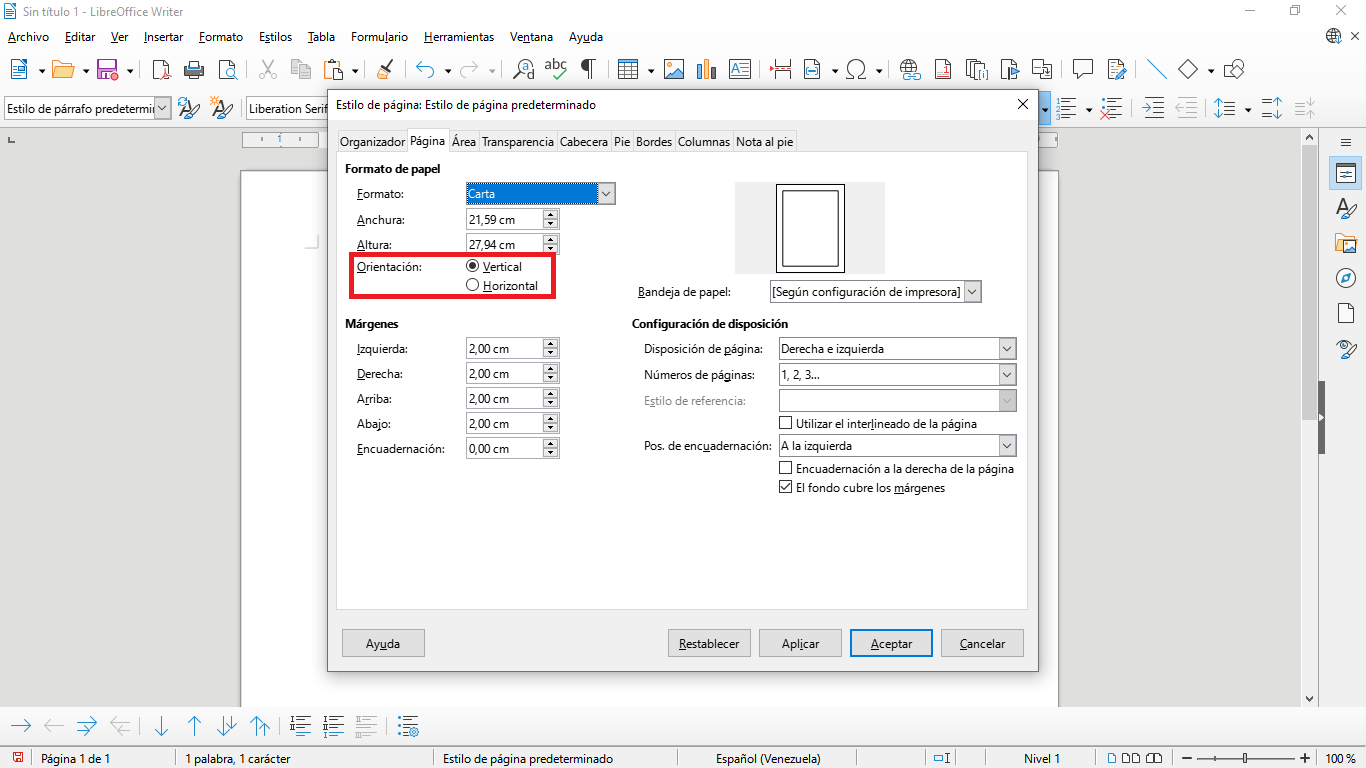 Sin título 1 - LibreOffice Writer
Archivo Editar Ver Insertar Formato Estilos Tabla Formulario Herramientas Ventana Ayuda
abc
Estilo de párrafo predetermi
Liberation Serif
Estilo de página: Estilo de página predeterminado
1
Organizador Página Área Transparencia Cabecera Pie Bordes Columnas Nota al pie
Formato de papel
Formato: Carta
Anchura: 21,59 cm
Altura: 27,94 cm
Orientación: Vertical
Horizontal
Bandeja de papel: [Según configuración de impresora]
Márgenes
Izquierda: 2,00 cm
Derecha: 2,00 cm
Arriba: 2,00 cm
Abajo: 2,00 cm
Encuadernación: 0,00 cm
Configuración de disposición
Disposición de página: Derecha e izquierda
Números de páginas: 1, 2, 3...
Estilo de referencia:
Utilizar el interlineado de la página
Pos. de encuadernación: A la izquierda
Encuadernación a la derecha de la página
El fondo cubre los márgenes
Ayuda Restablecer Aplicar Aceptar Cancelar
Página 1 de 1 1 palabra, 1 carácter Estilo de página predeterminado Español (Venezuela) Nivel 1 100 %